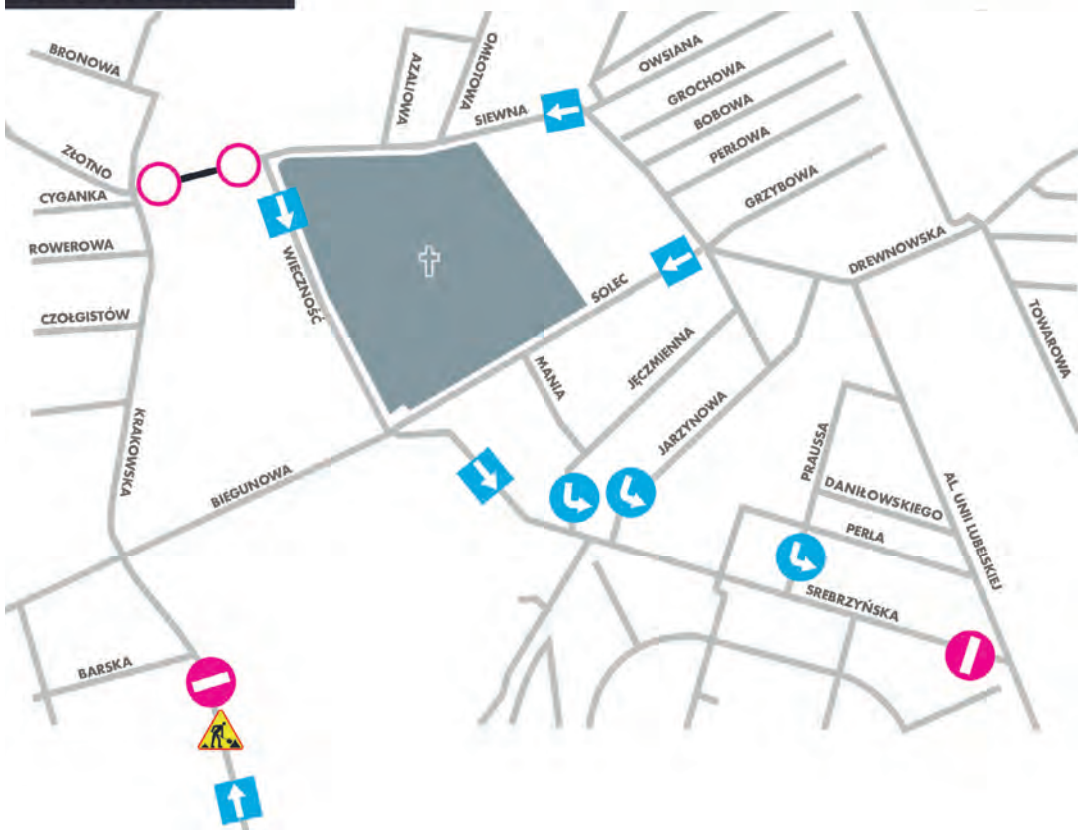 BRONOWA
ZŁOTNO
CYGANKA
ROWEROWA
CZOŁGISTÓW
KRAKOWSKA
BARSKA
BIEGUNOWA
WIECZNOŚĆ
AZALIOWA
OMŁOTOWA
SIEWNA
OWSIANA
GROCHOWA
BOBOWA
PERŁOWA
GRZYBOWA
SOLEC
MANIA
JĘCZMIENNA
JARZYNOWA
DREWNOWSKA
TOWAROWA
PRAUSSA
DANIŁOWSKIEGO
PERLA
AL. UNII LUBELSKIEJ
SREBRZYŃSKA